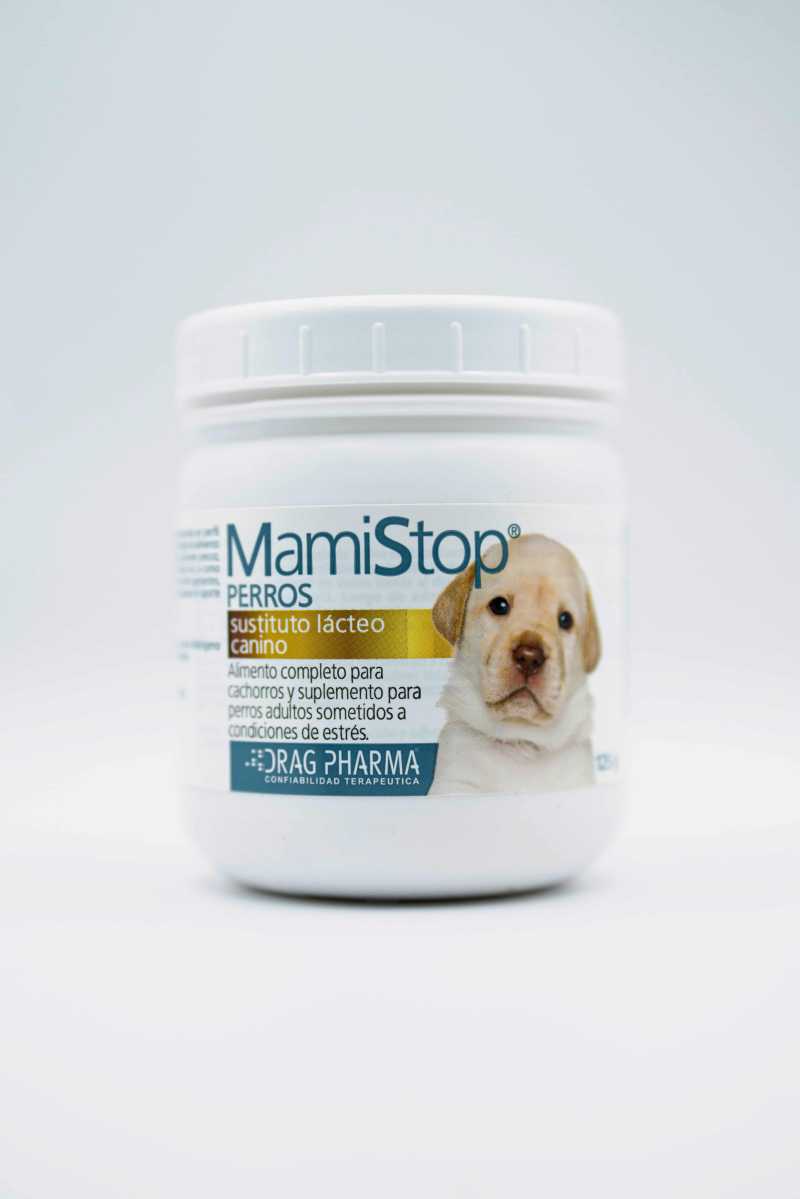 MamiStop®
PERROS
sustituto lácteo
canino
Alimento completo para
cachorros y suplemento para
perros adultos sometidos a
condiciones de estrés.
DRAG PHARMA
CONFIABILIDAD TERAPEUTICA